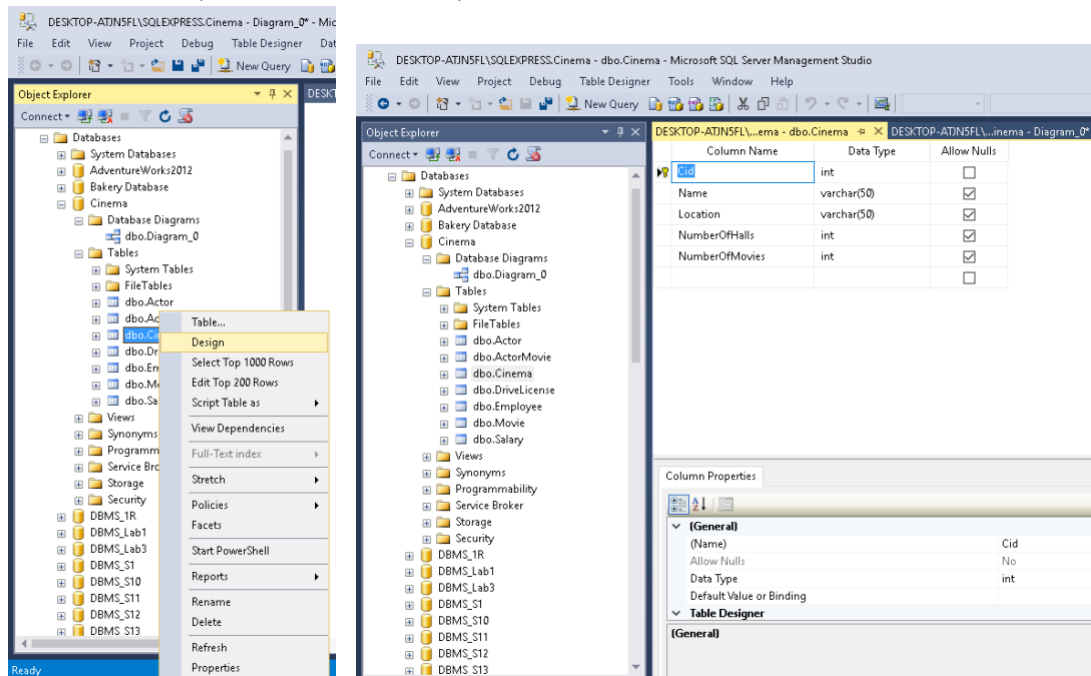 DESKTOP-ATJN5FL\SQLEXPRESS.Cinema - Diagram_0* - Mic
File Edit View Project Debug Table Designer Dat
New Query
Object Explorer
DESKT
Connect
Databases
System Databases
AdventureWorks2012
Bakery Database
Cinema
Database Diagrams
dbo.Diagram_0
Tables
System Tables
FileTables
dbo.Actor
dbo.Ac
dbo.Ci
dbo.Dr
dbo.Em
dbo.Mo
dbo.Sa
Views
Synonyms
Programm
Service Bro
Storage
Security
DBMS_1R
DBMS_Lab1
DBMS_Lab3
DBMS_S1
DBMS_S10
DBMS_S11
DBMS_S12
DBMS_S13
Ready
Table...
Design
Select Top 1000 Rows
Edit Top 200 Rows
Script Table as
View Dependencies
Full-Text index
Stretch
Policies
Facets
Start PowerShell
Reports
Rename
Delete
Refresh
Properties
DESKTOP-ATJN5FL\SQLEXPRESS.Cinema - dbo.Cinema - Microsoft SQL Server Management Studio
File Edit View Project Debug Table Designer Tools Window Help
New Query
Object Explorer
Connect
Databases
System Databases
AdventureWorks2012
Bakery Database
Cinema
Database Diagrams
dbo.Diagram_0
Tables
System Tables
FileTables
dbo.Actor
dbo.ActorMovie
dbo.Cinema
dbo.DriveLicense
dbo.Employee
dbo.Movie
dbo.Salary
Views
Synonyms
Programmability
Service Broker
Storage
Security
DBMS_1R
DBMS_Lab1
DBMS_Lab3
DBMS_S1
DBMS_S10
DBMS_S11
DBMS_S12
DBMS_S13
DESKTOP-ATJN5FL\...ema - dbo.Cinema DESKTOP-ATJN5FL\...inema - Diagram_0*
Column Name Data Type Allow Nulls
Cid int
Name varchar(50)
Location varchar(50)
NumberOfHalls int
NumberOfMovies int
Column Properties
(General)
(Name) Cid
Allow Nulls No
Data Type int
Default Value or Binding
Table Designer
(General)